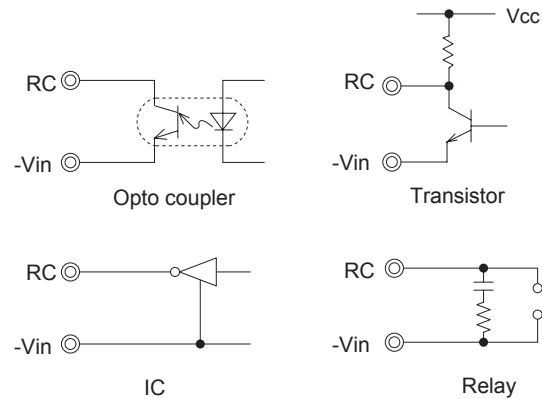 RC
-Vin
Opto coupler
Vcc
RC
-Vin
Transistor
RC
-Vin
IC
RC
-Vin
Relay